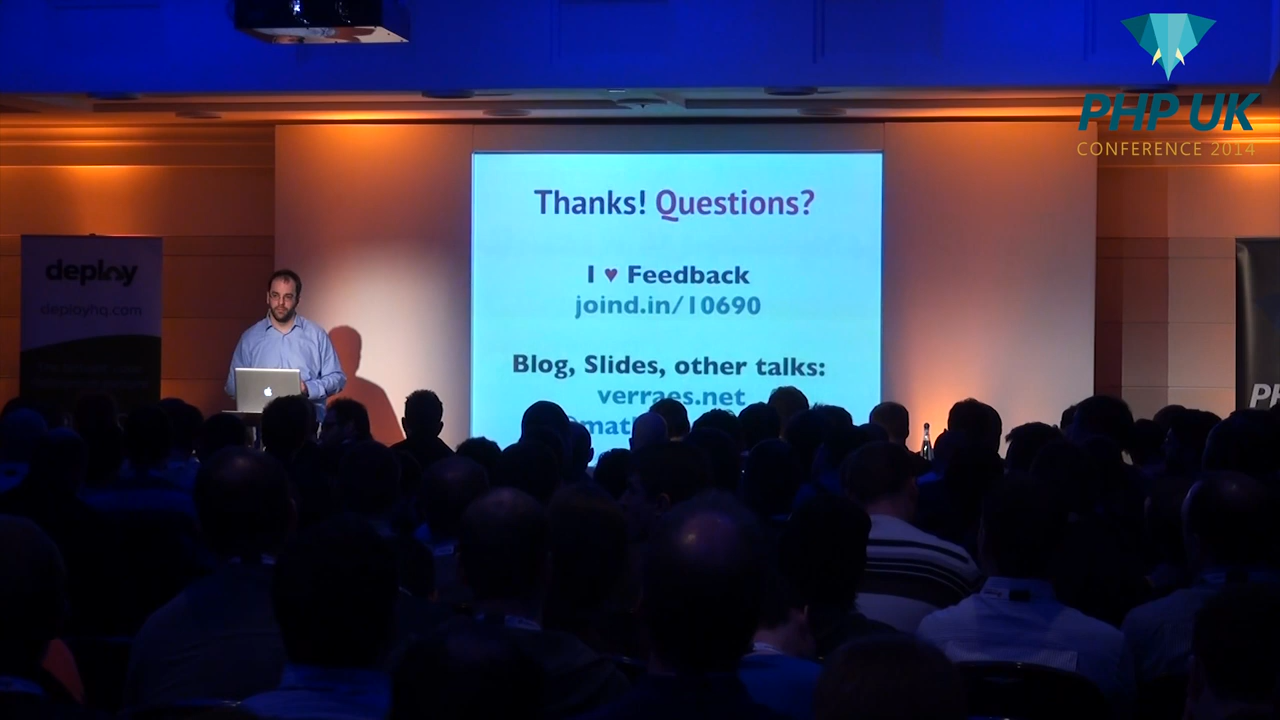 PHP UK
CONFERENCE 2014
Thanks! Questions?
I ♥ Feedback
joind.in/10690
Blog, Slides, other talks:
verraes.net
deploy
deployhq.com